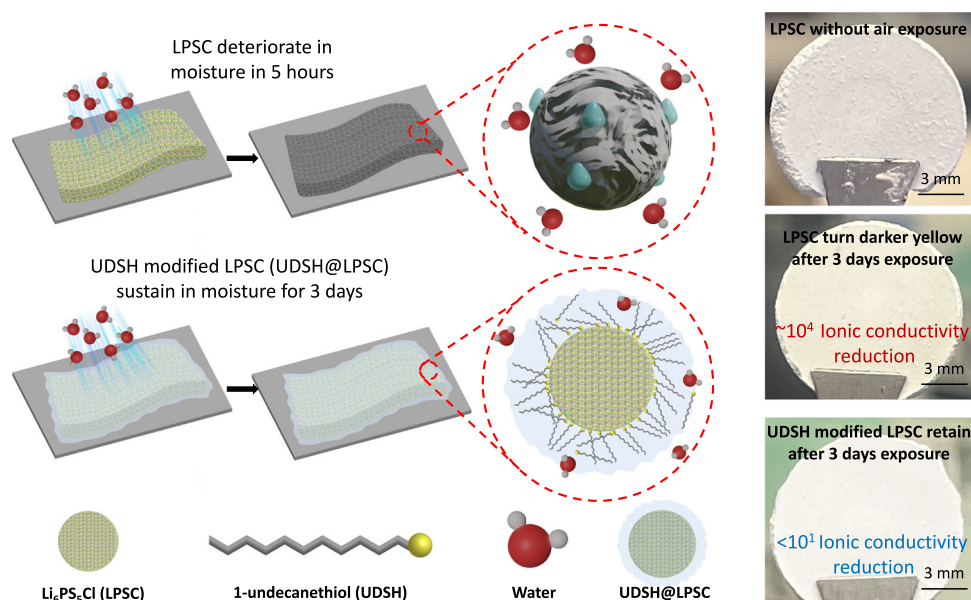 LPSC deteriorate in
moisture in 5 hours
UDSH modified LPSC (UDSH@LPSC)
sustain in moisture for 3 days
Li₆PS₅Cl (LPSC)
1-undecanethiol (UDSH)
Water
UDSH@LPSC
LPSC without air exposure
3 mm
LPSC turn darker yellow
after 3 days exposure
~10⁴ Ionic conductivity
reduction
3 mm
UDSH modified LPSC retain
after 3 days exposure
<10¹ Ionic conductivity
reduction
3 mm